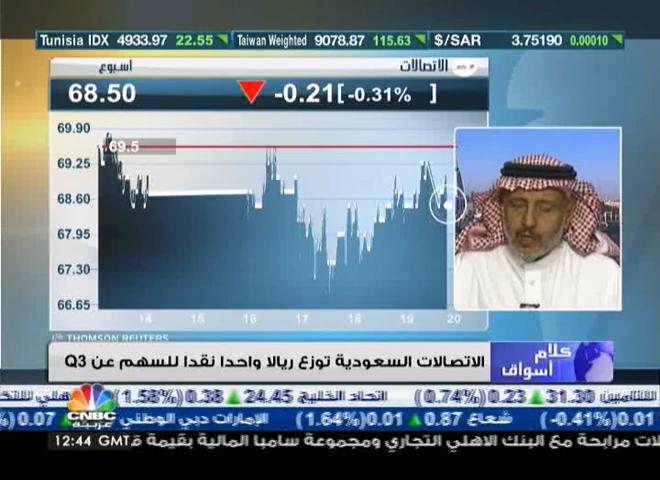 Tunisia IDX 4933.97 22.55 Taiwan Weighted 9078.87 115.63 $/SAR 3.75190 0.00010
اسبوع الاتصالات
68.50 -0.21[ -0.31% ]
69.90
69.5
69.25
68.60
67.95
67.30
66.65
14 15 16 17 18 19 20
THOMSON REUTERS
كلام أسواق
الاتصالات السعودية توزع ريالا واحدا نقدا للسهم عن Q3
31.30 0.23 (0.74%) اتحاد الخليج 24.45 0.38 (1.58%)
0.01 (-0.41%) شعاع 0.87 0.01 (1.64%) الإمارات دبي الوطني 0.07
CNBC عربية
12:44 GMT
مرابحة مع البنك الاهلي التجاري ومجموعة سامبا المالية بقيمة